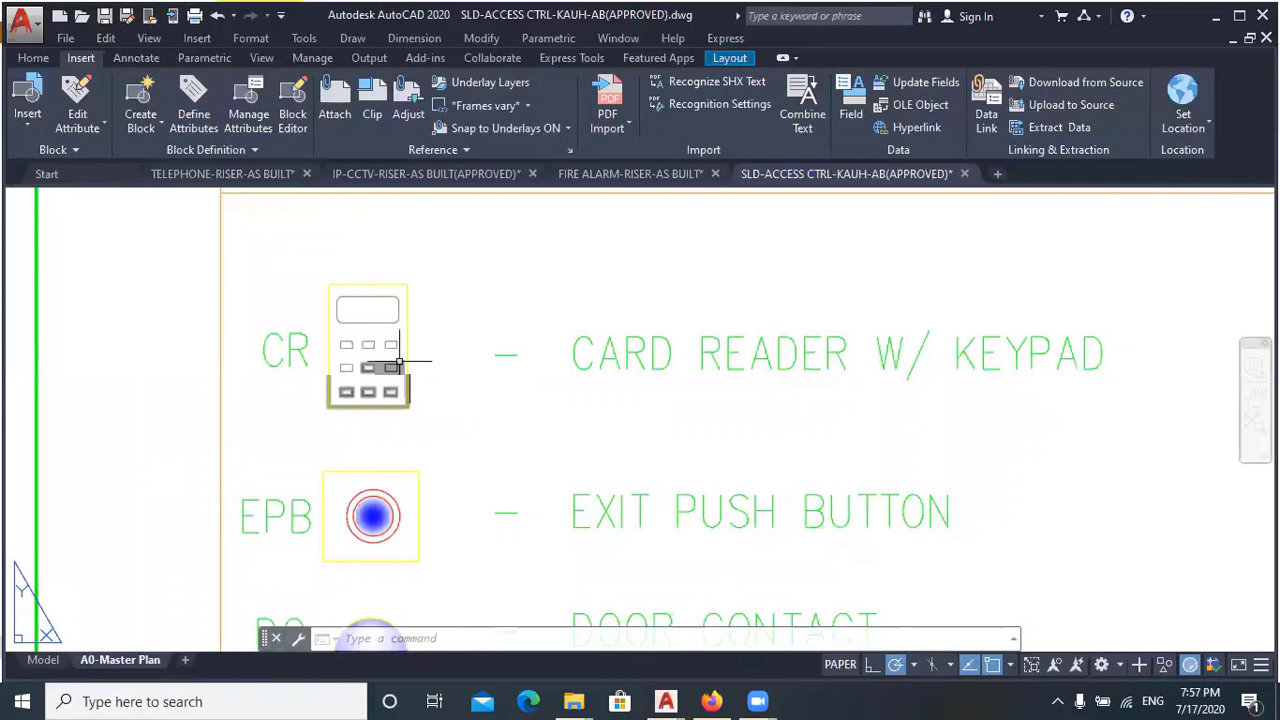 Autodesk AutoCAD 2020 SLD-ACCESS CTRL-KAUH-AB(APPROVED).dwg Type a keyword or phrase Sign In
File Edit View Insert Format Tools Draw Dimension Modify Parametric Window Help Express
Home Insert Annotate Parametric View Manage Output Add-ins Collaborate Express Tools Featured Apps Layout
Insert
Edit Attribute
Create Block
Define Attributes
Manage Attributes
Block Editor
Attach
Clip
Adjust
Underlay Layers
*Frames vary*
Snap to Underlays ON
PDF Import
Recognize SHX Text
Recognition Settings
Combine Text
Field
Update Fields
OLE Object
Hyperlink
Data Link
Download from Source
Upload to Source
Extract Data
Set Location
Block Block Definition Reference Import Data Linking & Extraction Location
Start TELEPHONE-RISER-AS BUILT* IP-CCTV-RISER-AS BUILT(APPROVED)* FIRE ALARM-RISER-AS BUILT* SLD-ACCESS CTRL-KAUH-AB(APPROVED)*
CR – CARD READER W/ KEYPAD
EPB – EXIT PUSH BUTTON
DOOR CONTACT
Y
X
Type a command
Model A0-Master Plan PAPER
Type here to search
ENG
7:57 PM
7/17/2020
1